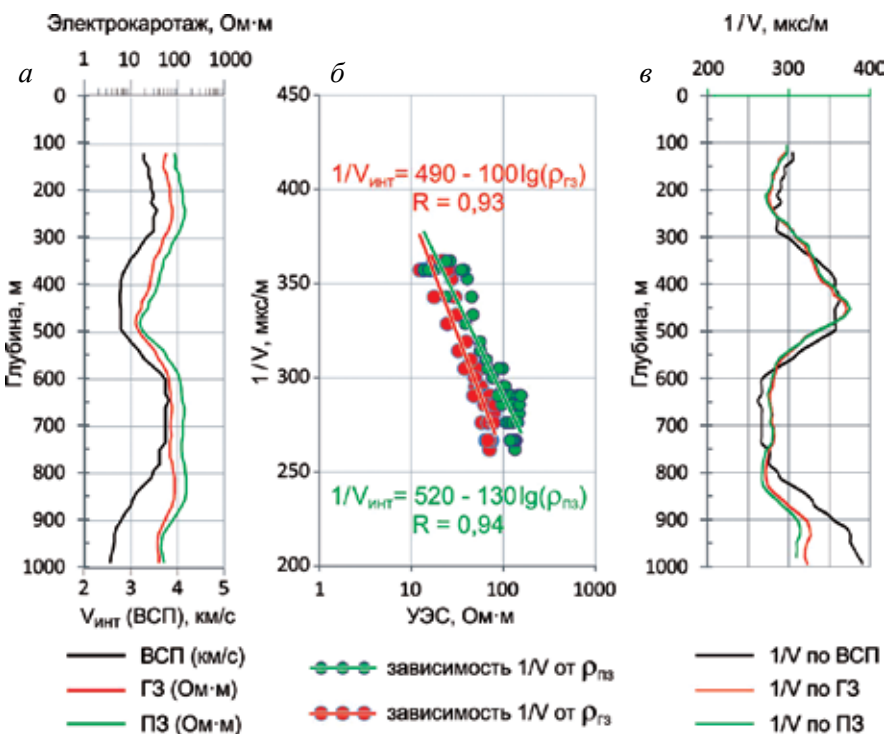 Электрокаротаж, Ом·м
1 10 100 1000
2 3 4 5
а
0
100
200
300
400
500
600
700
800
900
1000
Глубина, м
2 3 4 5
Vинт (ВСП), км/с
б
450
400
350
300
250
200
1/V, мкс/м
1/Vинт= 490 - 100lg(ρгз)
R = 0,93
1/Vинт= 520 - 130lg(ρпз)
R = 0,94
1 10 100 1000
УЭС, Ом·м
1/V, мкс/м
200 300 400
в
0
100
200
300
400
500
600
700
800
900
1000
Глубина, м
ВСП (км/с)
ГЗ (Ом·м)
ПЗ (Ом·м)
зависимость 1/V от ρпз
зависимость 1/V от ρгз
1/V по ВСП
1/V по ГЗ
1/V по ПЗ